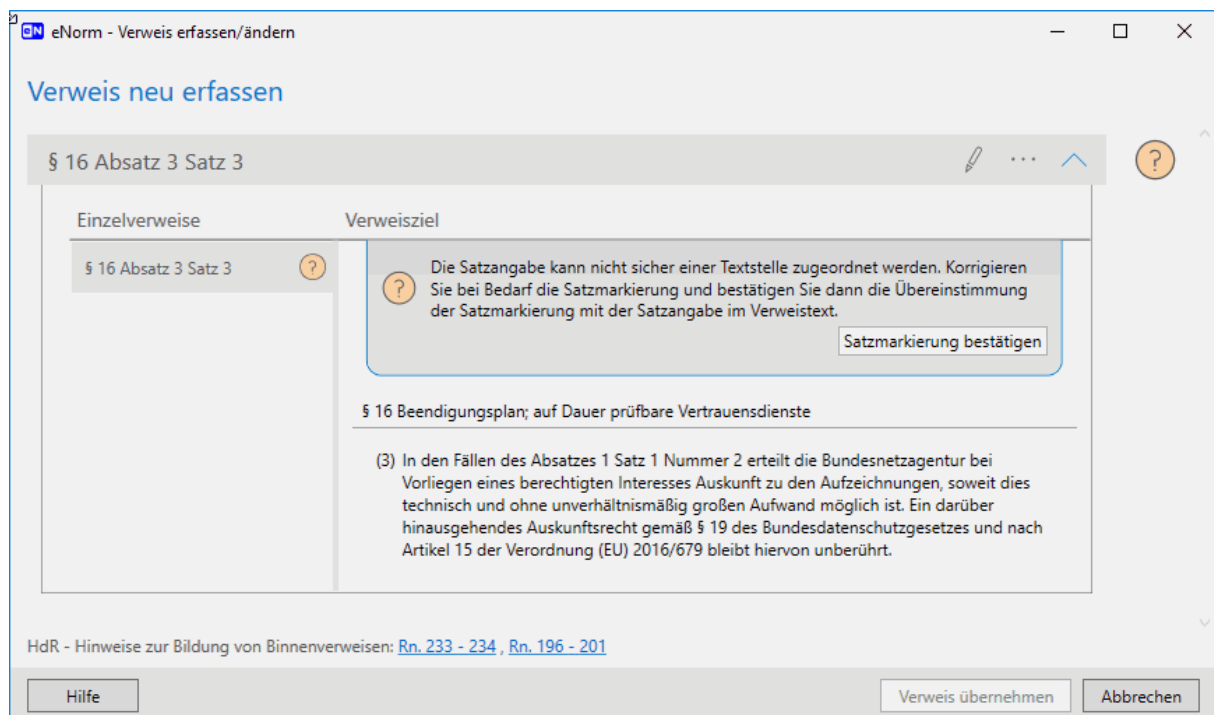 eN eNorm - Verweis erfassen/ändern
Verweis neu erfassen
§ 16 Absatz 3 Satz 3
?
Einzelverweise
Verweisziel
§ 16 Absatz 3 Satz 3
?
?
Die Satzangabe kann nicht sicher einer Textstelle zugeordnet werden. Korrigieren
Sie bei Bedarf die Satzmarkierung und bestätigen Sie dann die Übereinstimmung
der Satzmarkierung mit der Satzangabe im Verweistext.
Satzmarkierung bestätigen
§ 16 Beendigungsplan; auf Dauer prüfbare Vertrauensdienste
(3) In den Fällen des Absatzes 1 Satz 1 Nummer 2 erteilt die Bundesnetzagentur bei
Vorliegen eines berechtigten Interesses Auskunft zu den Aufzeichnungen, soweit dies
technisch und ohne unverhältnismäßig großen Aufwand möglich ist. Ein darüber
hinausgehendes Auskunftsrecht gemäß § 19 des Bundesdatenschutzgesetzes und nach
Artikel 15 der Verordnung (EU) 2016/679 bleibt hiervon unberührt.
HdR - Hinweise zur Bildung von Binnenverweisen: Rn. 233 - 234 , Rn. 196 - 201
Hilfe
Verweis übernehmen
Abbrechen